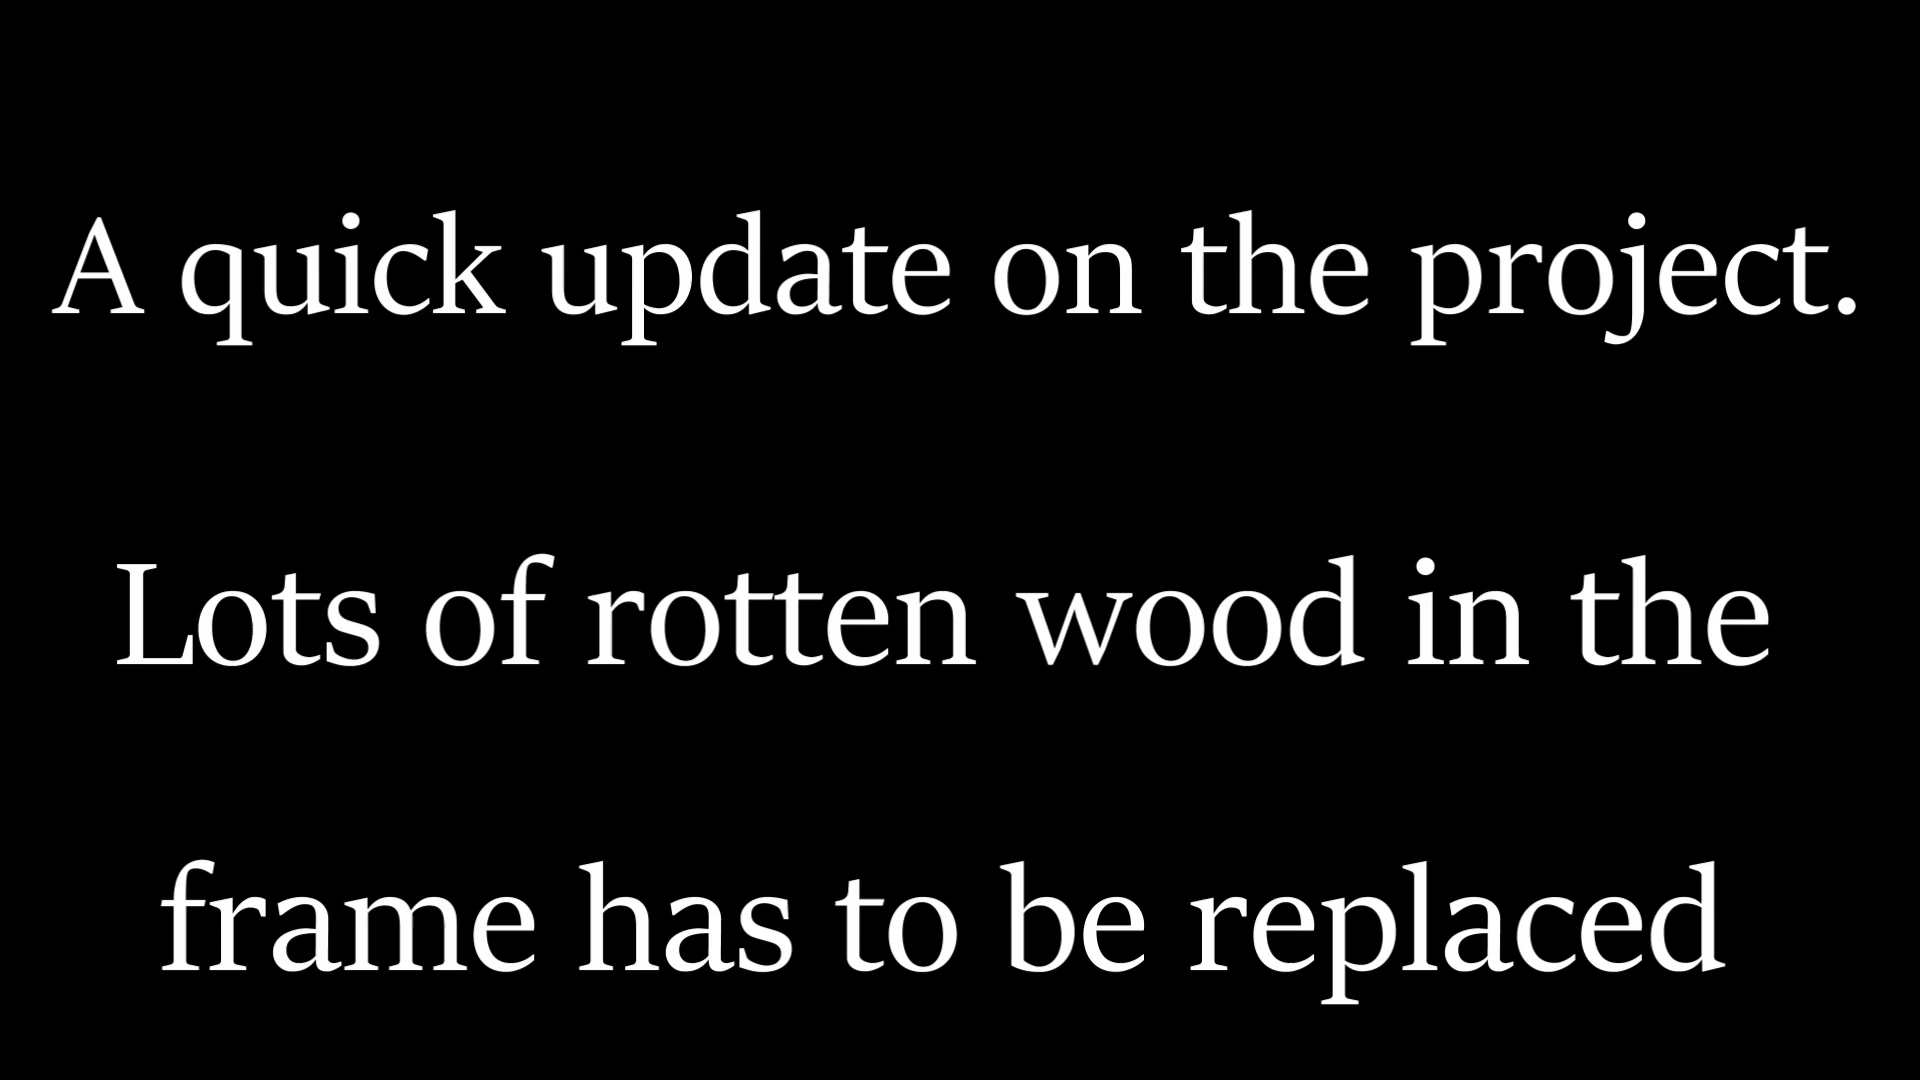 A quick update on the project.
Lots of rotten wood in the
frame has to be replaced